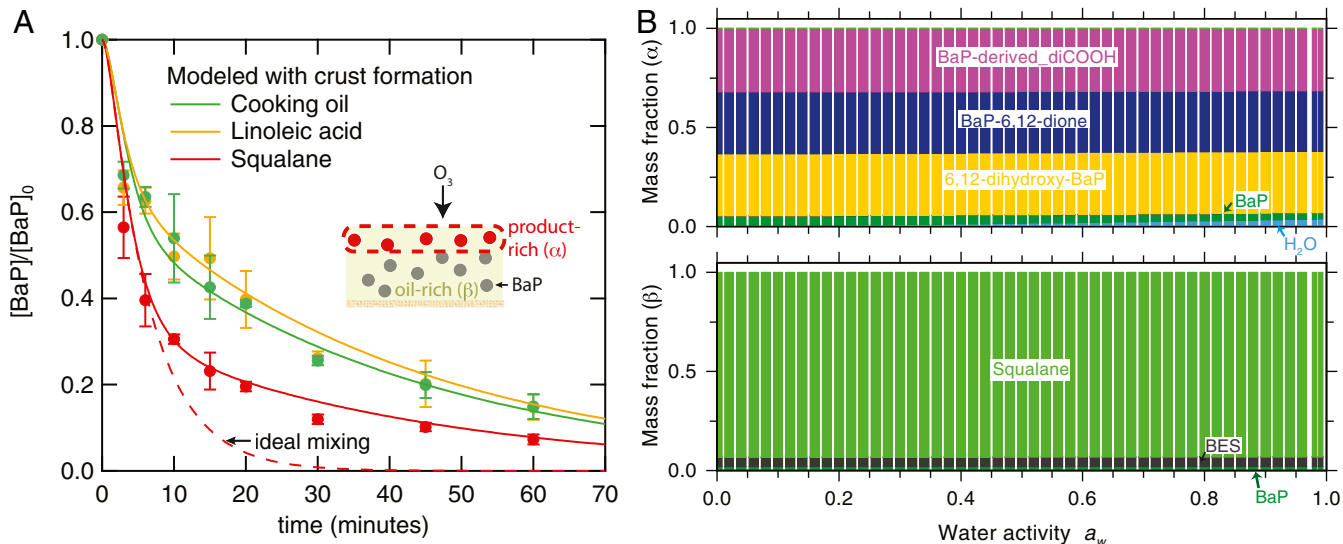 A
[BaP]/[BaP]0
1.0
0.8
0.6
0.4
0.2
0.0
Modeled with crust formation
Cooking oil
Linoleic acid
Squalane
O3
product-
rich (α)
oil-rich (β)
BaP
ideal mixing
0 10 20 30 40 50 60 70
time (minutes)
B
Mass fraction (α)
1.0
0.5
0.0
BaP-derived_diCOOH
BaP-6,12-dione
6,12-dihydroxy-BaP
BaP
H2O
Mass fraction (β)
1.0
0.5
0.0
Squalane
BES
BaP
0.0 0.2 0.4 0.6 0.8 1.0
Water activity aw